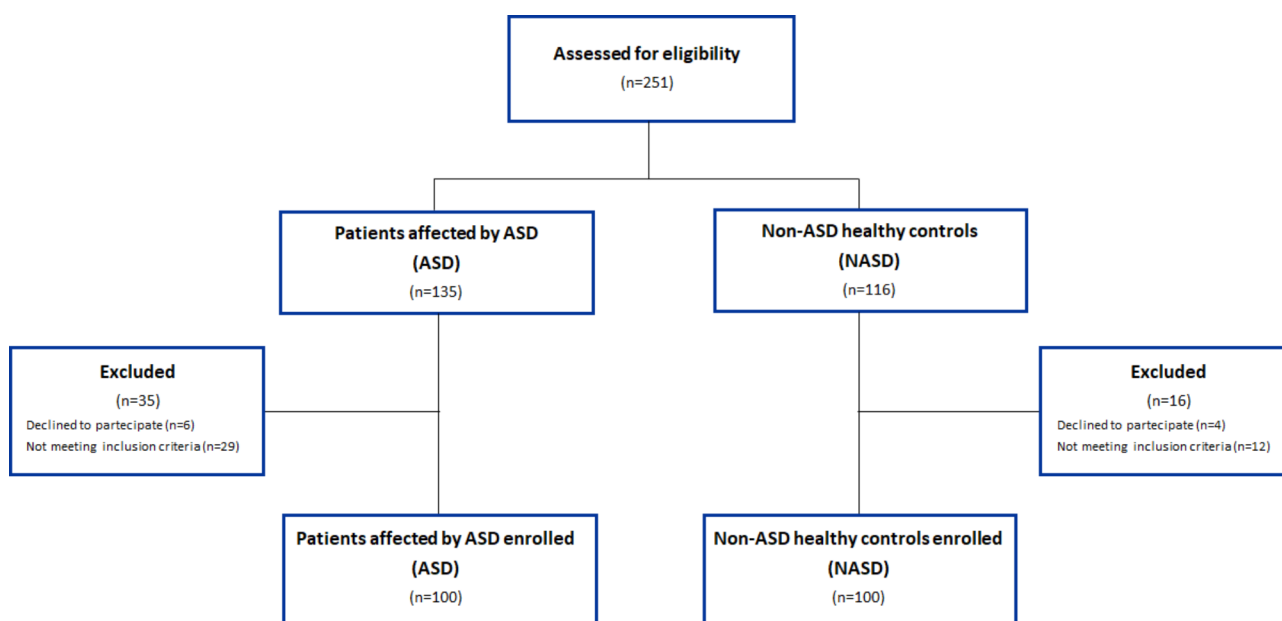 Assessed for eligibility
(n=251)
Patients affected by ASD
(ASD)
(n=135)
Non-ASD healthy controls
(NASD)
(n=116)
Excluded
(n=35)
Declined to partecipate (n=6)
Not meeting inclusion criteria (n=29)
Excluded
(n=16)
Declined to partecipate (n=4)
Not meeting inclusion criteria (n=12)
Patients affected by ASD enrolled
(ASD)
(n=100)
Non-ASD healthy controls enrolled
(NASD)
(n=100)